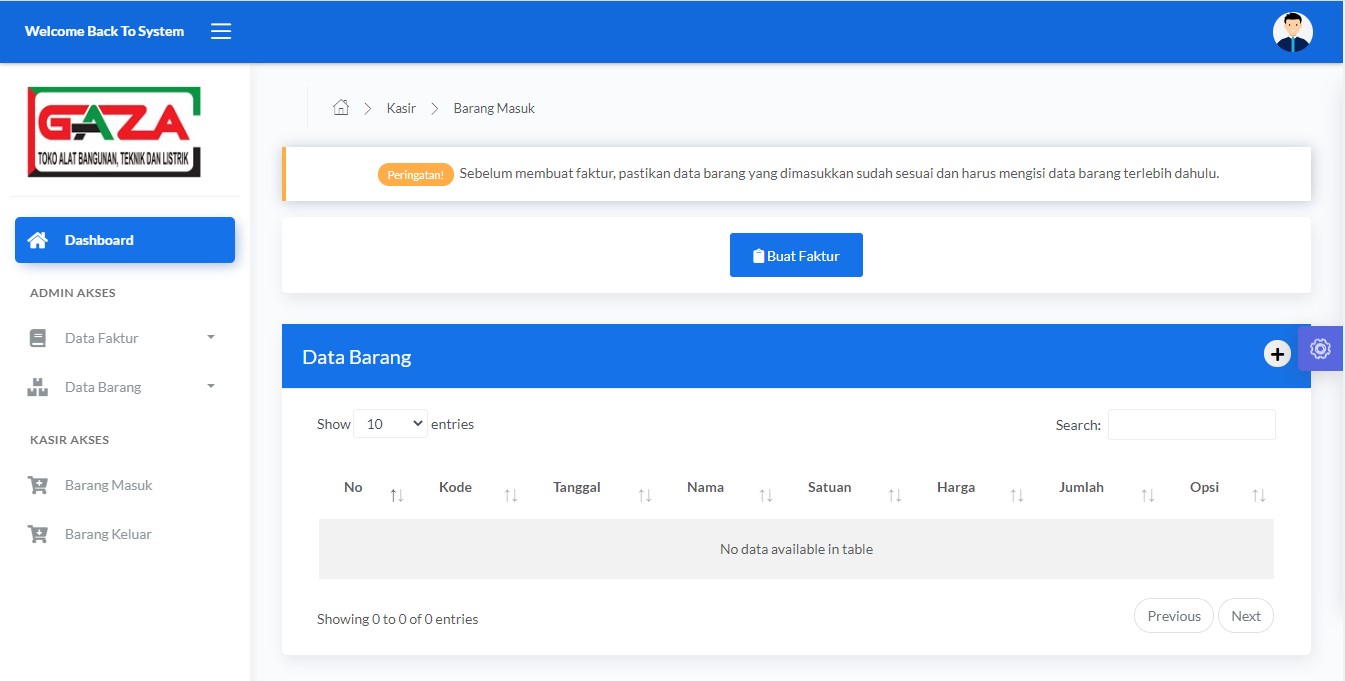 Welcome Back To System
GAZA
TOKO ALAT BANGUNAN, TEKNIK DAN LISTRIK
Dashboard
ADMIN AKSES
Data Faktur
Data Barang
KASIR AKSES
Barang Masuk
Barang Keluar
Kasir Barang Masuk
Peringatan! Sebelum membuat faktur, pastikan data barang yang dimasukkan sudah sesuai dan harus mengisi data barang terlebih dahulu.
Buat Faktur
Data Barang
Show 10 entries
Search:
No Kode Tanggal Nama Satuan Harga Jumlah Opsi
No data available in table
Showing 0 to 0 of 0 entries
Previous Next